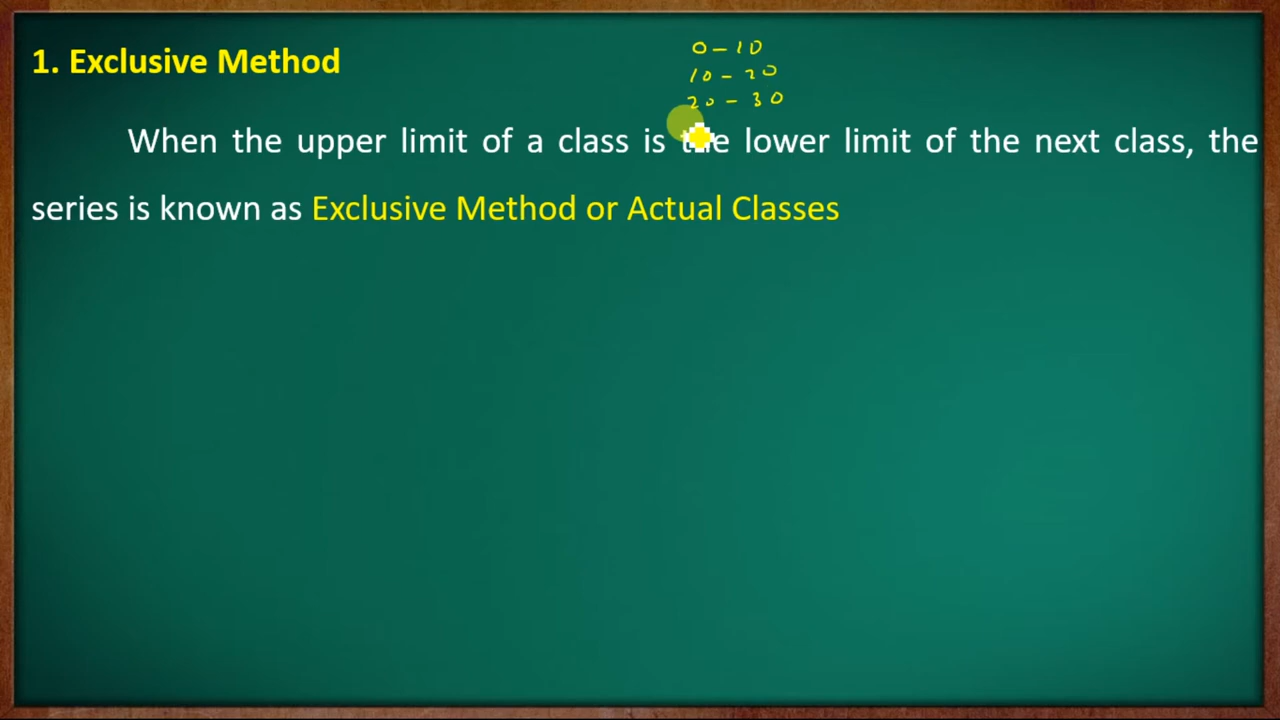 1. Exclusive Method
0 – 10
10 – 20
20 – 30
When the upper limit of a class is the lower limit of the next class, the
series is known as Exclusive Method or Actual Classes